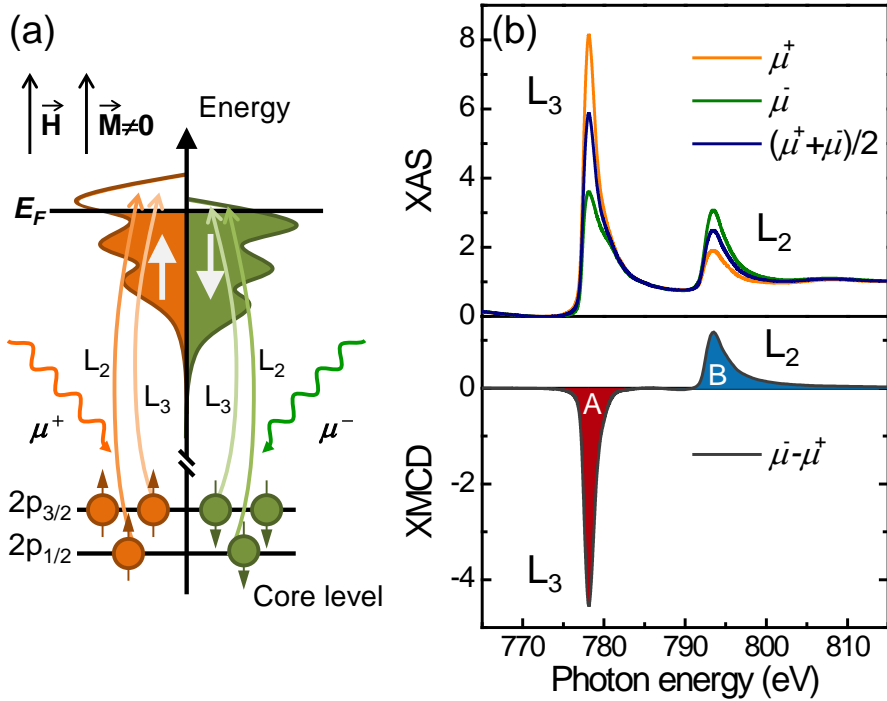 (a)
H⃗ M⃗≠0
Energy
E_F
L₂
L₃
L₃
L₂
μ⁺
μ⁻
2p₃/₂
2p₁/₂
Core level
(b)
XAS
8
6
4
2
0
L₃
μ⁺
μ⁻
(μ⁺+μ⁻)/2
L₂
XMCD
0
-2
-4
A
B
L₂
μ⁻-μ⁺
L₃
770 780 790 800 810
Photon energy (eV)